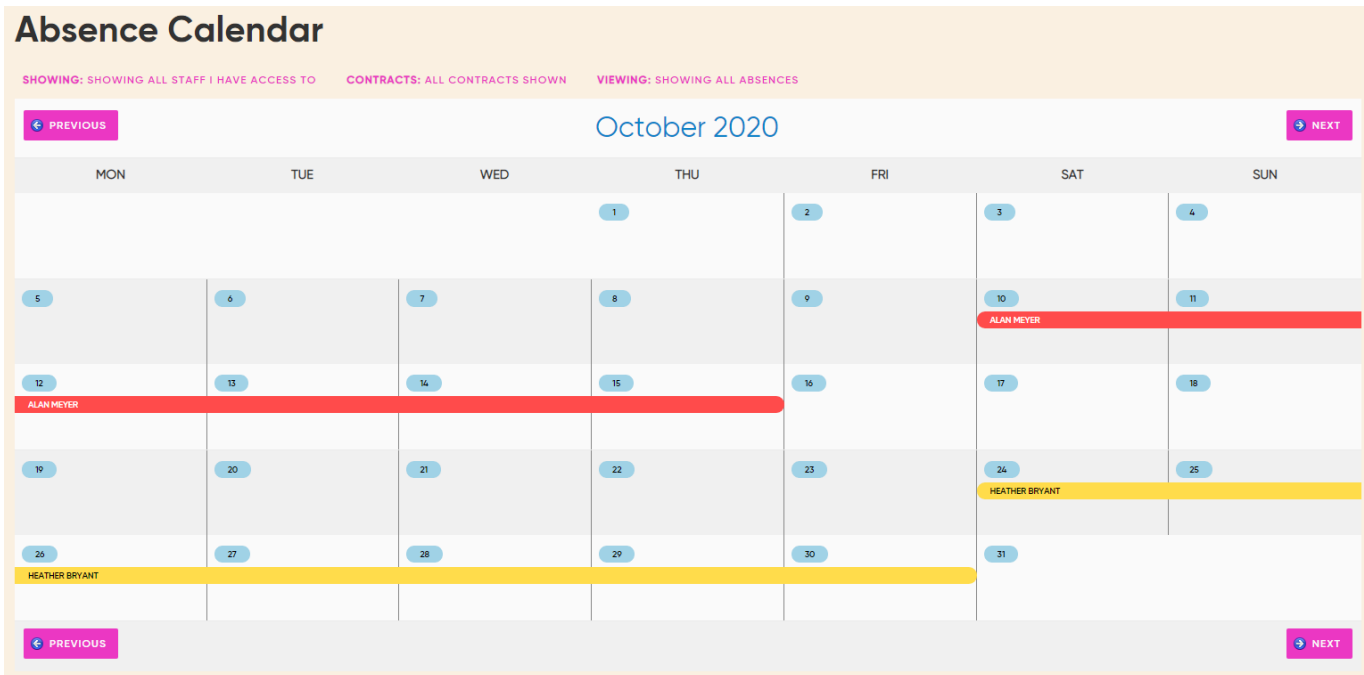 Absence Calendar
SHOWING: SHOWING ALL STAFF I HAVE ACCESS TO CONTRACTS: ALL CONTRACTS SHOWN VIEWING: SHOWING ALL ABSENCES
PREVIOUS October 2020 NEXT
MON TUE WED THU FRI SAT SUN
1 2 3 4
5 6 7 8 9 10 11
ALAN MEYER
12 13 14 15 16 17 18
ALAN MEYER
19 20 21 22 23 24 25
HEATHER BRYANT
26 27 28 29 30 31
HEATHER BRYANT
PREVIOUS NEXT